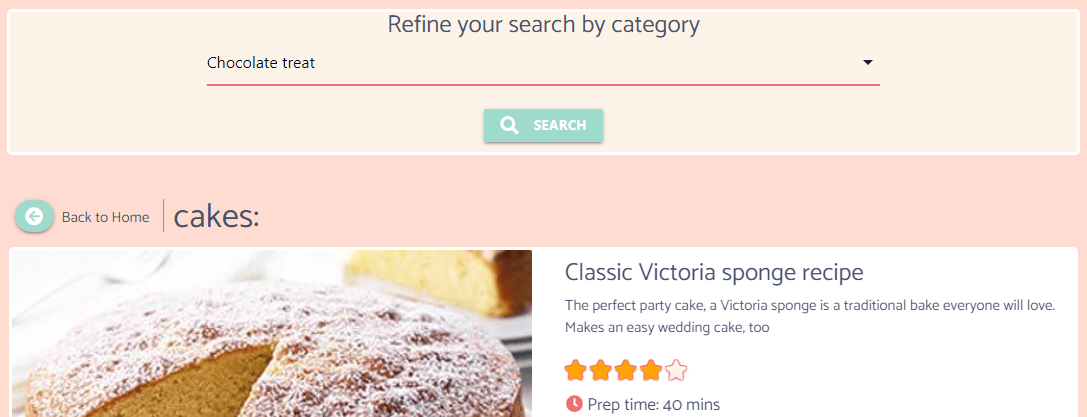 Refine your search by category
Chocolate treat
SEARCH
Back to Home
cakes:
Classic Victoria sponge recipe
The perfect party cake, a Victoria sponge is a traditional bake everyone will love.
Makes an easy wedding cake, too
Prep time: 40 mins